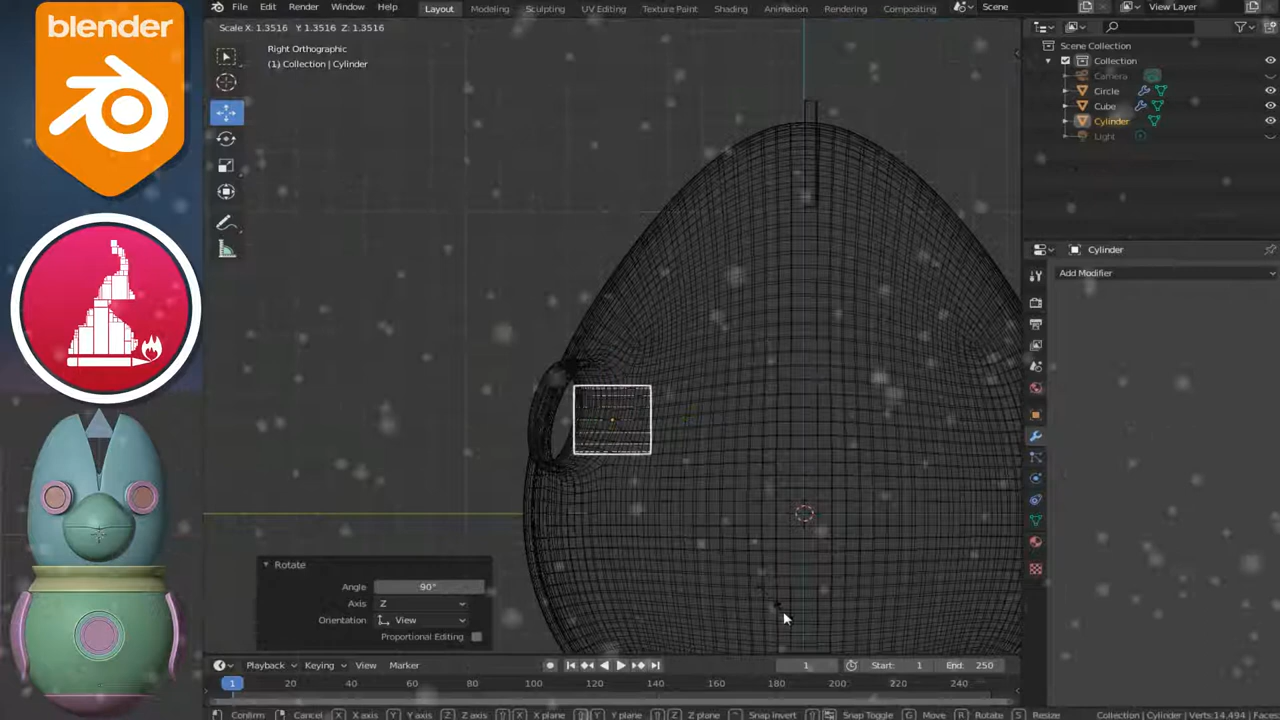 blender
File Edit Render Window Help
Layout Modeling Sculpting UV Editing Texture Paint Shading Animation Rendering Compositing
Scene
View Layer
Scale X: 1.3516 Y: 1.3516 Z: 1.3516
Right Orthographic
(1) Collection | Cylinder
Scene Collection
Collection
Camera
Circle
Cube
Cylinder
Light
Cylinder
Add Modifier
Rotate
Angle 90°
Axis Z
Orientation View
Proportional Editing
Playback Keying View Marker
1 Start: 1 End: 250
1 20 40 60 80 100 120 140 160 180 200 220 240
Confirm Cancel X X axis Y Y axis Z Z axis X X plane Y Y plane Z Z plane Snap Invert Snap Toggle G Move R Rotate S Resize
Collection | Cylinder | Verts:14.494 | Faces